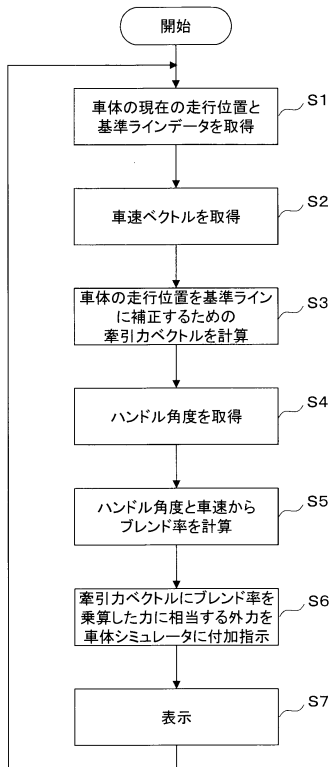 開始
車体の現在の走行位置と
基準ラインデータを取得
S1
車速ベクトルを取得
S2
車体の走行位置を基準ライン
に補正するための
牽引力ベクトルを計算
S3
ハンドル角度を取得
S4
ハンドル角度と車速から
ブレンド率を計算
S5
牽引力ベクトルにブレンド率を
乗算した力に相当する外力を
車体シミュレータに付加指示
S6
表示
S7